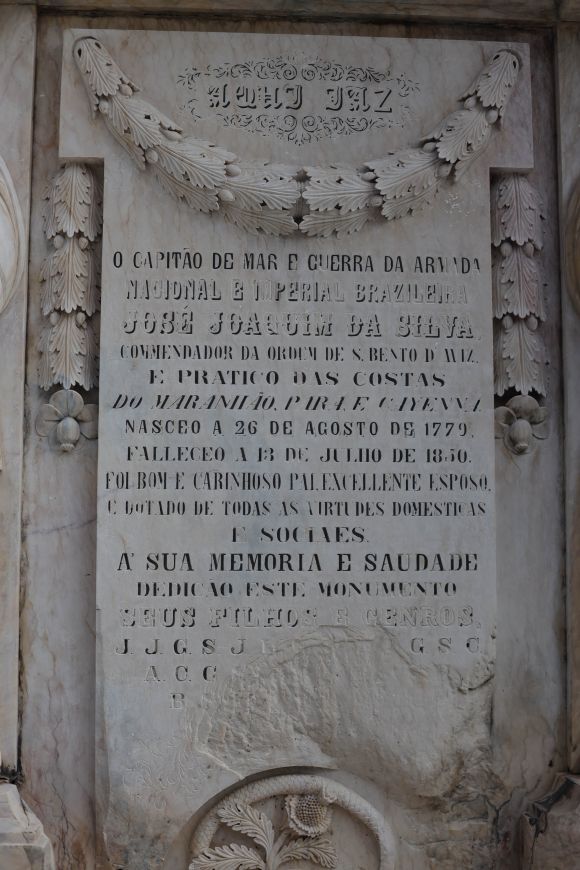 AQUI JAZ
O CAPITÃO DE MAR E GUERRA DA ARMADA
NACIONAL E IMPERIAL BRAZILEIRA
JOSÉ JOAQUIM DA SILVA,
COMMENDADOR DA ORDEM DE S. BENTO D'AVIZ.
E PRATICO DAS COSTAS
DO MARANHÃO, PARÁ, E CAYENNA.
NASCEO A 26 DE AGOSTO DE 1779,
FALLECEO A 13 DE JULHO DE 1850.
FOI BOM E CARINHOSO PAI, EXCELLENTE ESPOSO,
E DOTADO DE TODAS AS VIRTUDES DOMESTICAS
E SOCIAES.
Á SUA MEMORIA E SAUDADE
DEDICÃO ESTE MONUMENTO
SEUS FILHOS E GENROS,
J. J. G. S. J G S C.
A. C. G
B